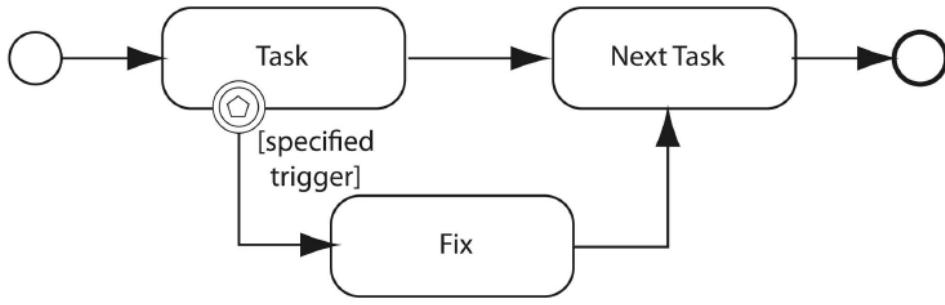 Task
Next Task
[specified
trigger]
Fix